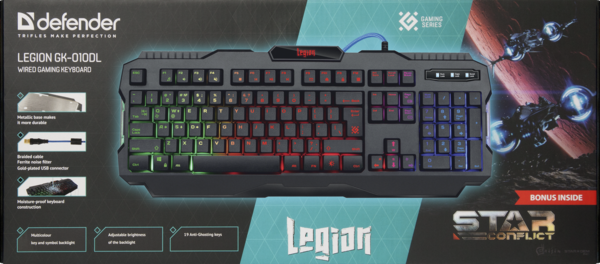 defender
TRIFLES MAKE PERFECTION
LEGION GK-010DL
WIRED GAMING KEYBOARD
GAMING
SERIES
Legion
Metallic base makes
it more durable
Braided cable
Ferrite noise filter
Gold-plated USB connector
Moisture-proof keyboard
construction
Multicolour
key and symbol backlight
Adjustable brightness
of the backlight
19 Anti-Ghosting keys
Legion
BONUS INSIDE
STAR
CONFLICT